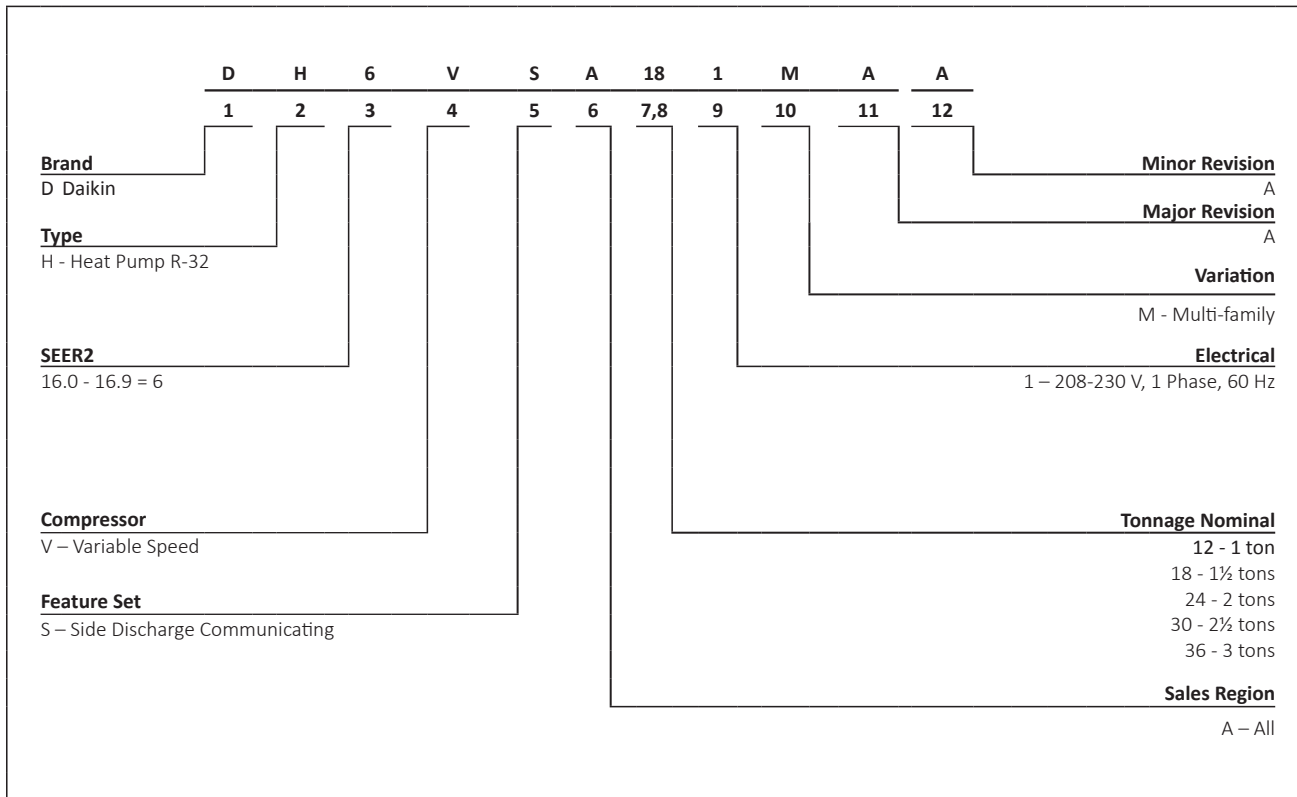 D H 6 V S A 18 1 M A A
1 2 3 4 5 6 7,8 9 10 11 12
Brand
D Daikin
Type
H - Heat Pump R-32
SEER2
16.0 - 16.9 = 6
Compressor
V – Variable Speed
Feature Set
S – Side Discharge Communicating
Minor Revision
A
Major Revision
A
Variation
M - Multi-family
Electrical
1 – 208-230 V, 1 Phase, 60 Hz
Tonnage Nominal
12 - 1 ton
18 - 1½ tons
24 - 2 tons
30 - 2½ tons
36 - 3 tons
Sales Region
A – All